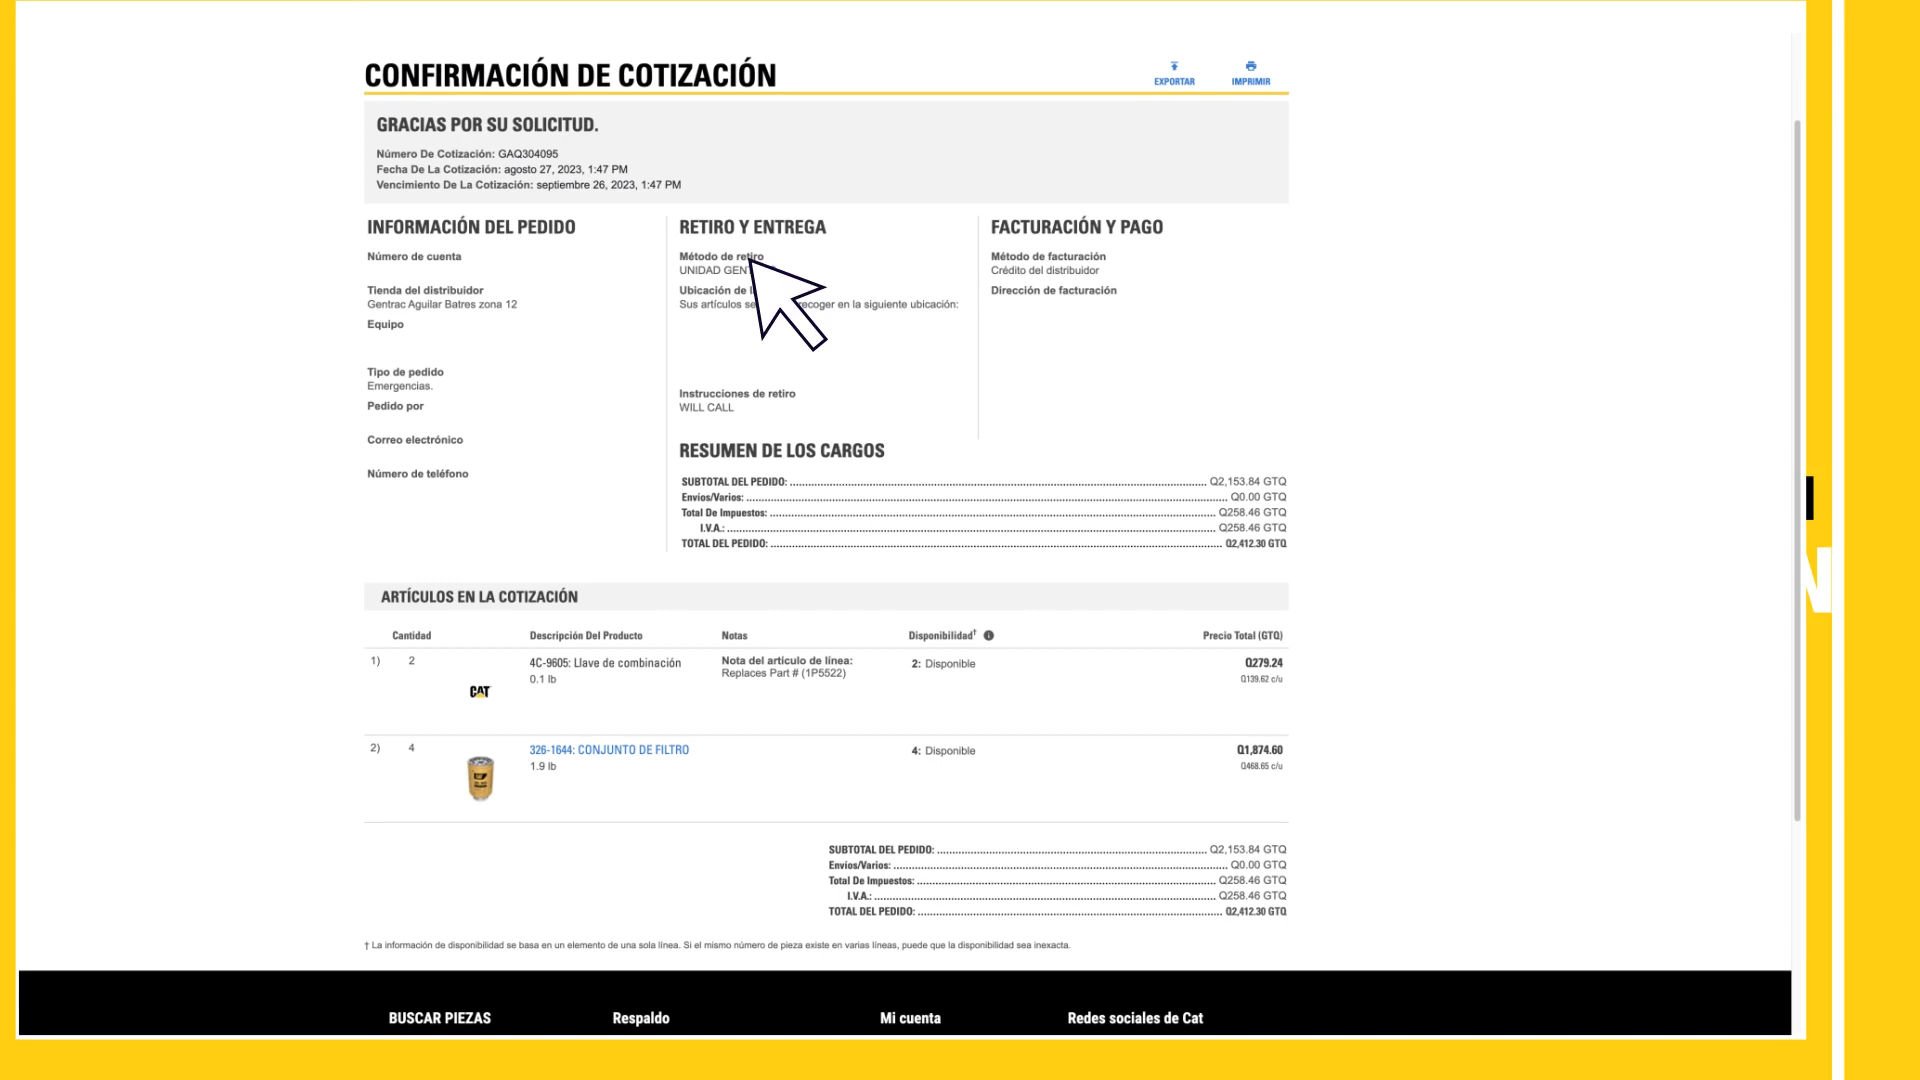 CONFIRMACIÓN DE COTIZACIÓN
EXPORTAR
IMPRIMIR
GRACIAS POR SU SOLICITUD.
Número De Cotización: GAQ304095
Fecha De La Cotización: agosto 27, 2023, 1:47 PM
Vencimiento De La Cotización: septiembre 26, 2023, 1:47 PM
INFORMACIÓN DEL PEDIDO
Número de cuenta
Tienda del distribuidor
Gentrac Aguilar Batres zona 12
Equipo
Tipo de pedido
Emergencias.
Pedido por
Correo electrónico
Número de teléfono
RETIRO Y ENTREGA
Método de retiro
UNIDAD
Ubicación de
Sus artículos recoger en la siguiente ubicación:
Instrucciones de retiro
WILL CALL
FACTURACIÓN Y PAGO
Método de facturación
Crédito del distribuidor
Dirección de facturación
RESUMEN DE LOS CARGOS
SUBTOTAL DEL PEDIDO: Q2,153.84 GTQ
Envíos/Varios: Q0.00 GTQ
Total De Impuestos: Q258.46 GTQ
I.V.A.: Q258.46 GTQ
TOTAL DEL PEDIDO: Q2,412.30 GTQ
ARTÍCULOS EN LA COTIZACIÓN
Cantidad Descripción Del Producto Notas Disponibilidad† Precio Total (GTQ)
1) 2 4C-9605: Llave de combinación Nota del artículo de línea: 2: Disponible Q279.24
0.1 lb Replaces Part # (1P5522) Q139.62 c/u
CAT
2) 4 326-1644: CONJUNTO DE FILTRO 4: Disponible Q1,874.60
1.9 lb Q468.65 c/u
SUBTOTAL DEL PEDIDO: Q2,153.84 GTQ
Envíos/Varios: Q0.00 GTQ
Total De Impuestos: Q258.46 GTQ
I.V.A.: Q258.46 GTQ
TOTAL DEL PEDIDO: Q2,412.30 GTQ
† La información de disponibilidad se basa en un elemento de una sola línea. Si el mismo número de pieza existe en varias líneas, puede que la disponibilidad sea inexacta.
BUSCAR PIEZAS
Respaldo
Mi cuenta
Redes sociales de Cat